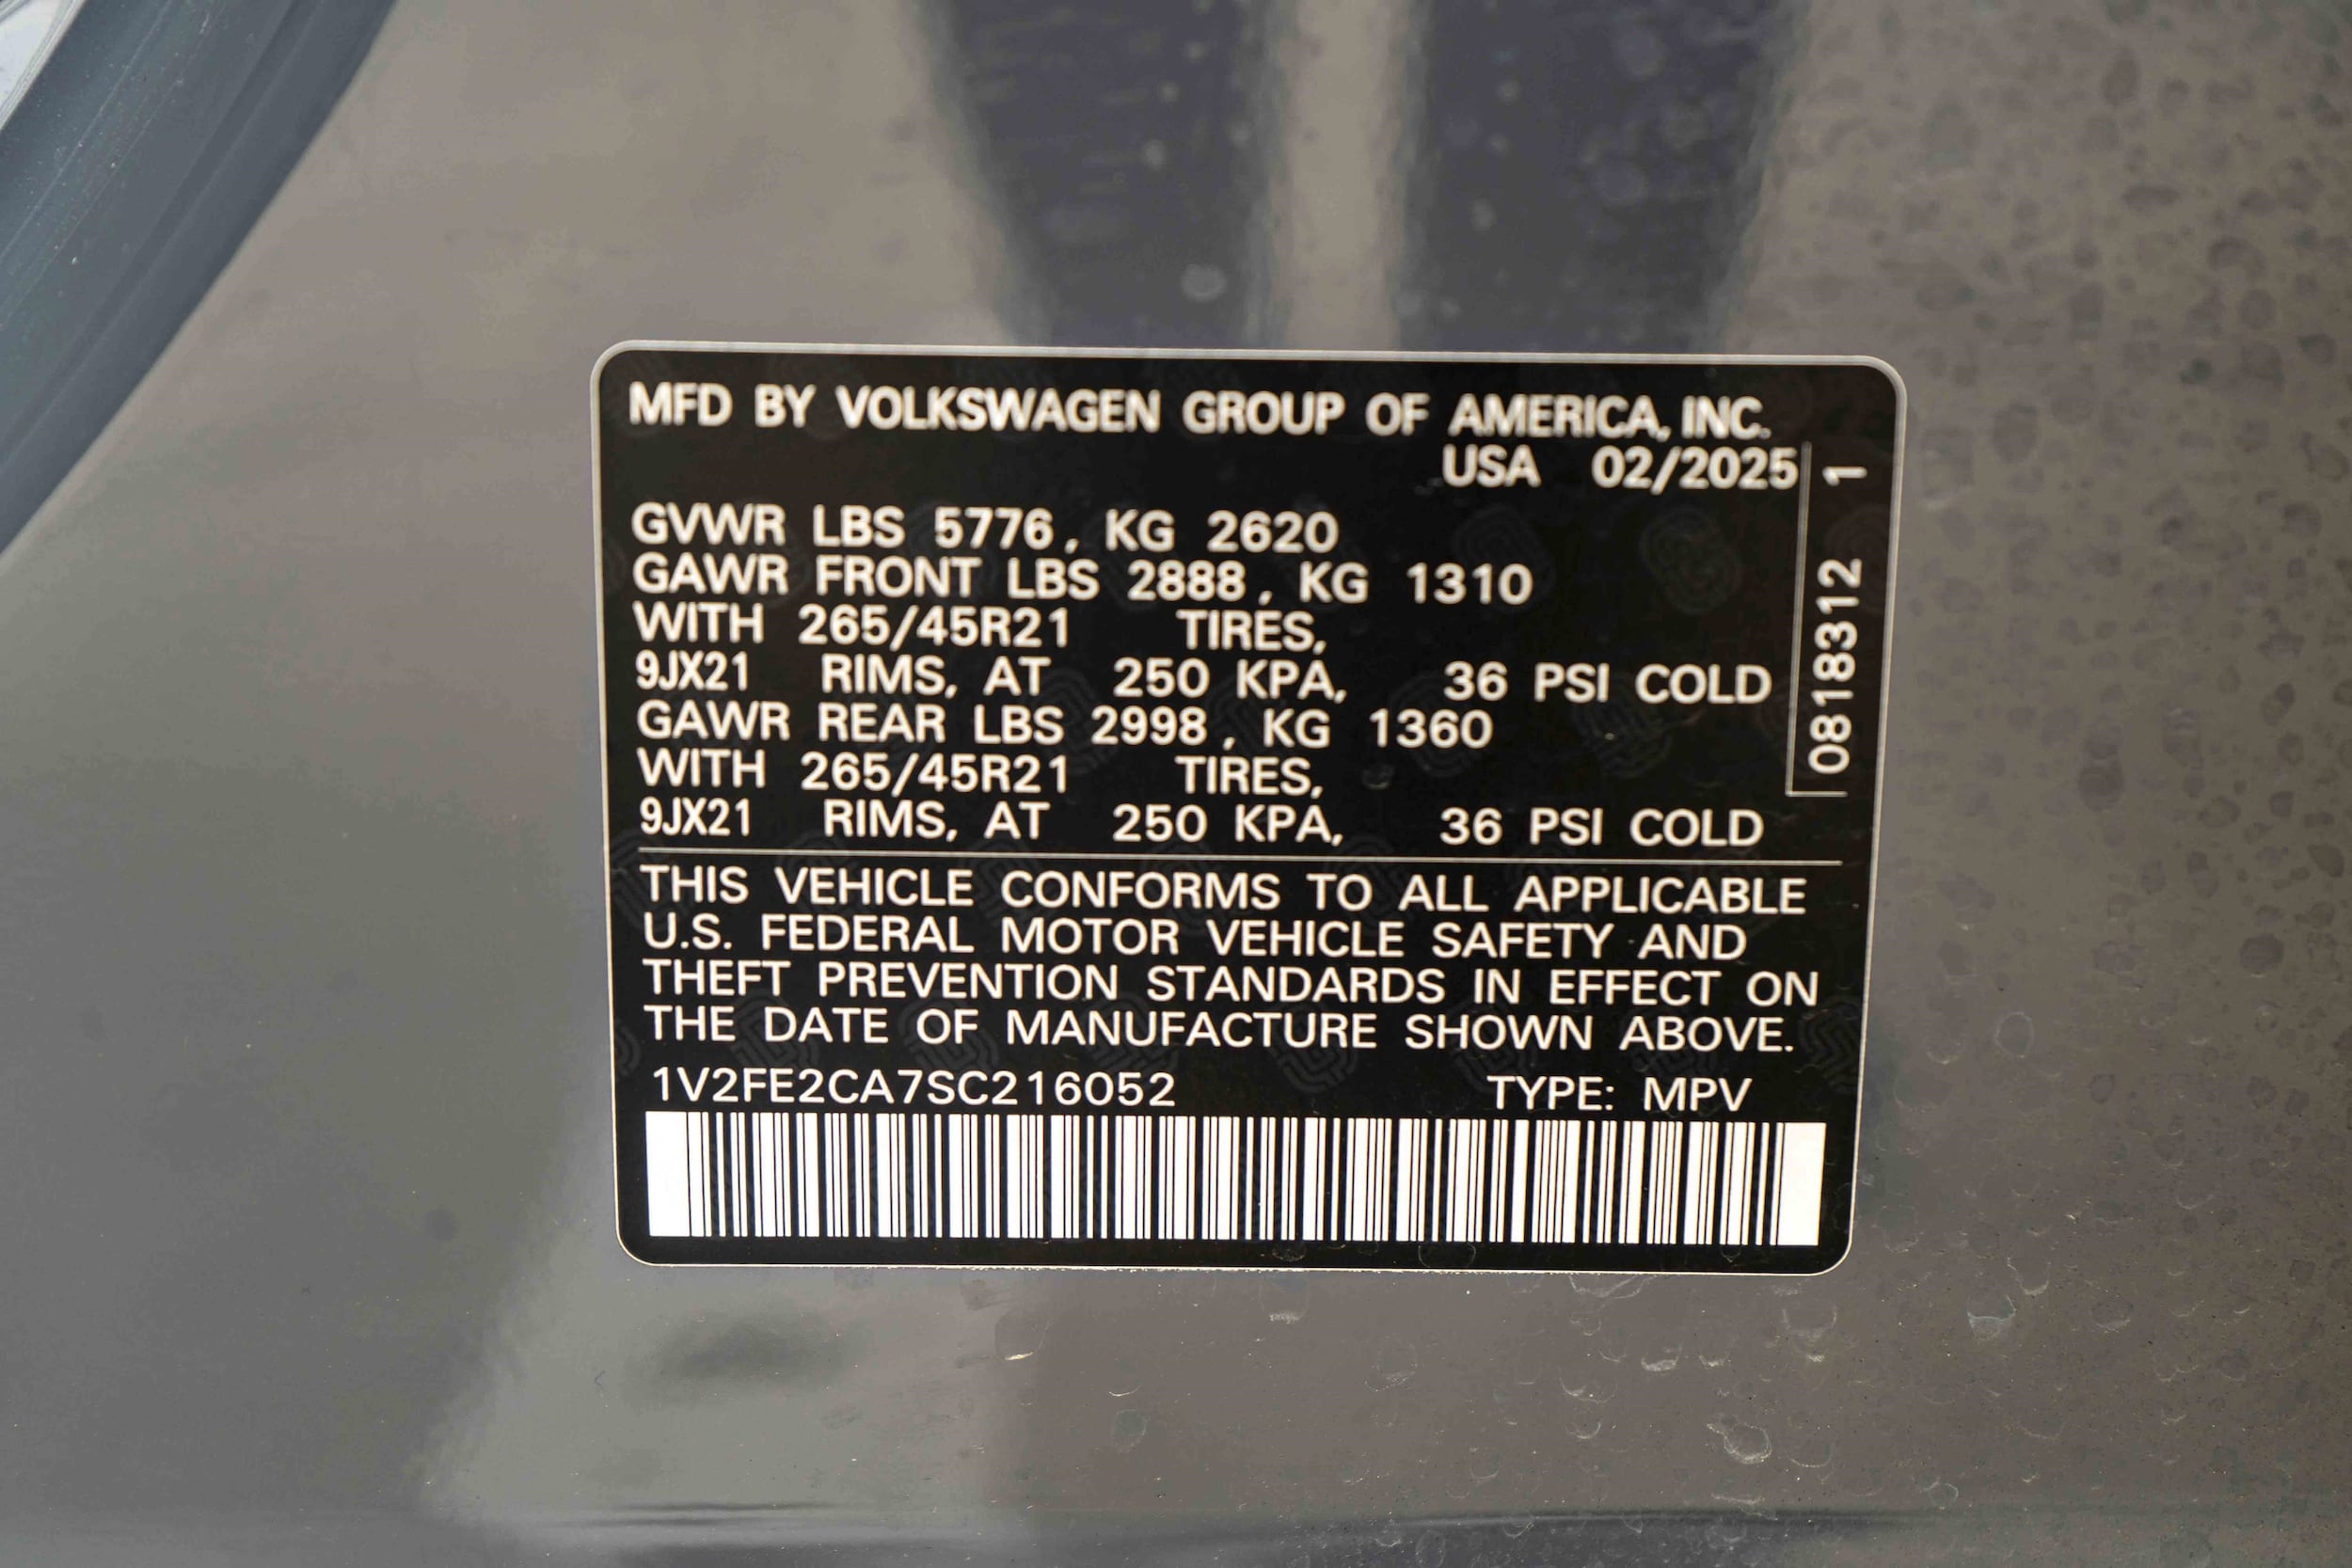 MFD BY VOLKSWAGEN GROUP OF AMERICA, INC.
USA 02/2025
GVWR LBS 5776, KG 2620
GAWR FRONT LBS 2888, KG 1310
WITH 265/45R21 TIRES,
9JX21 RIMS, AT 250 KPA, 36 PSI COLD
GAWR REAR LBS 2998, KG 1360
WITH 265/45R21 TIRES,
9JX21 RIMS, AT 250 KPA, 36 PSI COLD
0818312 1
THIS VEHICLE CONFORMS TO ALL APPLICABLE
U.S. FEDERAL MOTOR VEHICLE SAFETY AND
THEFT PREVENTION STANDARDS IN EFFECT ON
THE DATE OF MANUFACTURE SHOWN ABOVE.
1V2FE2CA7SC216052 TYPE: MPV